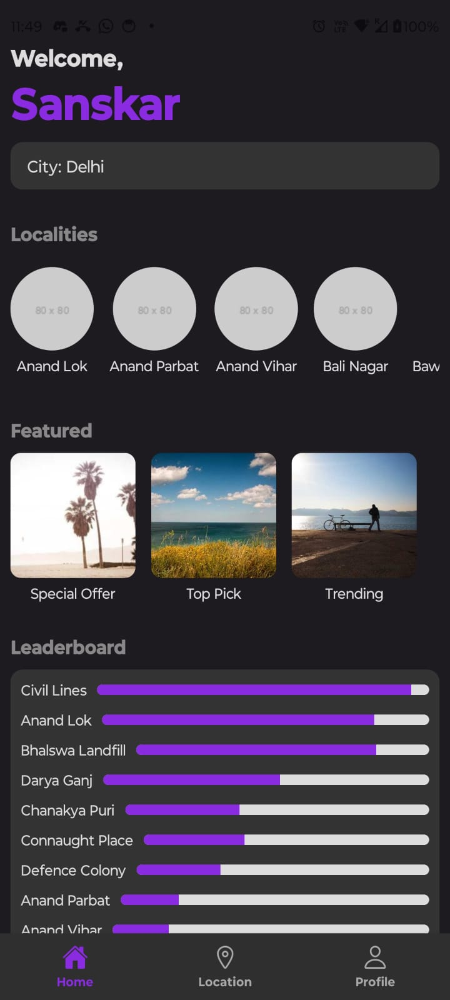 11:49
VoLTE R 100%
Welcome,
Sanskar
City: Delhi
Localities
80 x 80 80 x 80 80 x 80 80 x 80
Anand Lok Anand Parbat Anand Vihar Bali Nagar Baw
Featured
Special Offer Top Pick Trending
Leaderboard
Civil Lines
Anand Lok
Bhalswa Landfill
Darya Ganj
Chanakya Puri
Connaught Place
Defence Colony
Anand Parbat
Anand Vihar
Home Location Profile